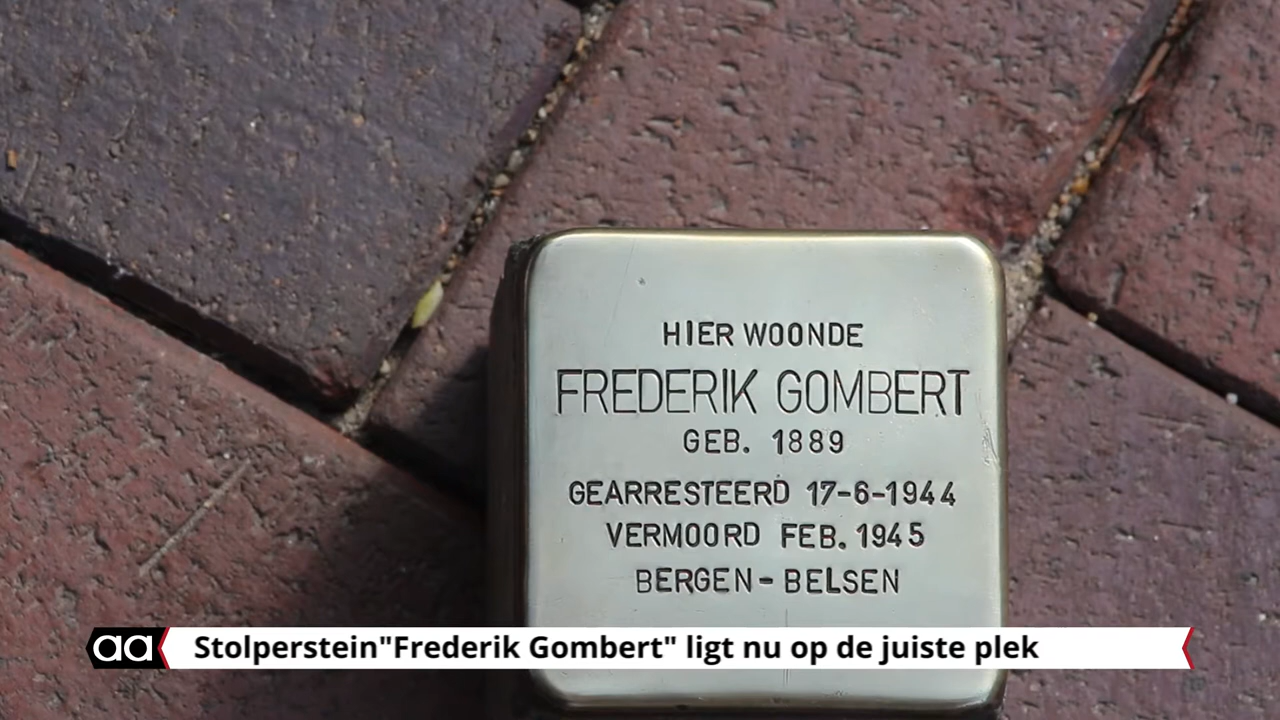 HIER WOONDE
FREDERIK GOMBERT
GEB. 1889
GEARRESTEERD 17-6-1944
VERMOORD FEB. 1945
BERGEN-BELSEN
aa Stolperstein"Frederik Gombert" ligt nu op de juiste plek